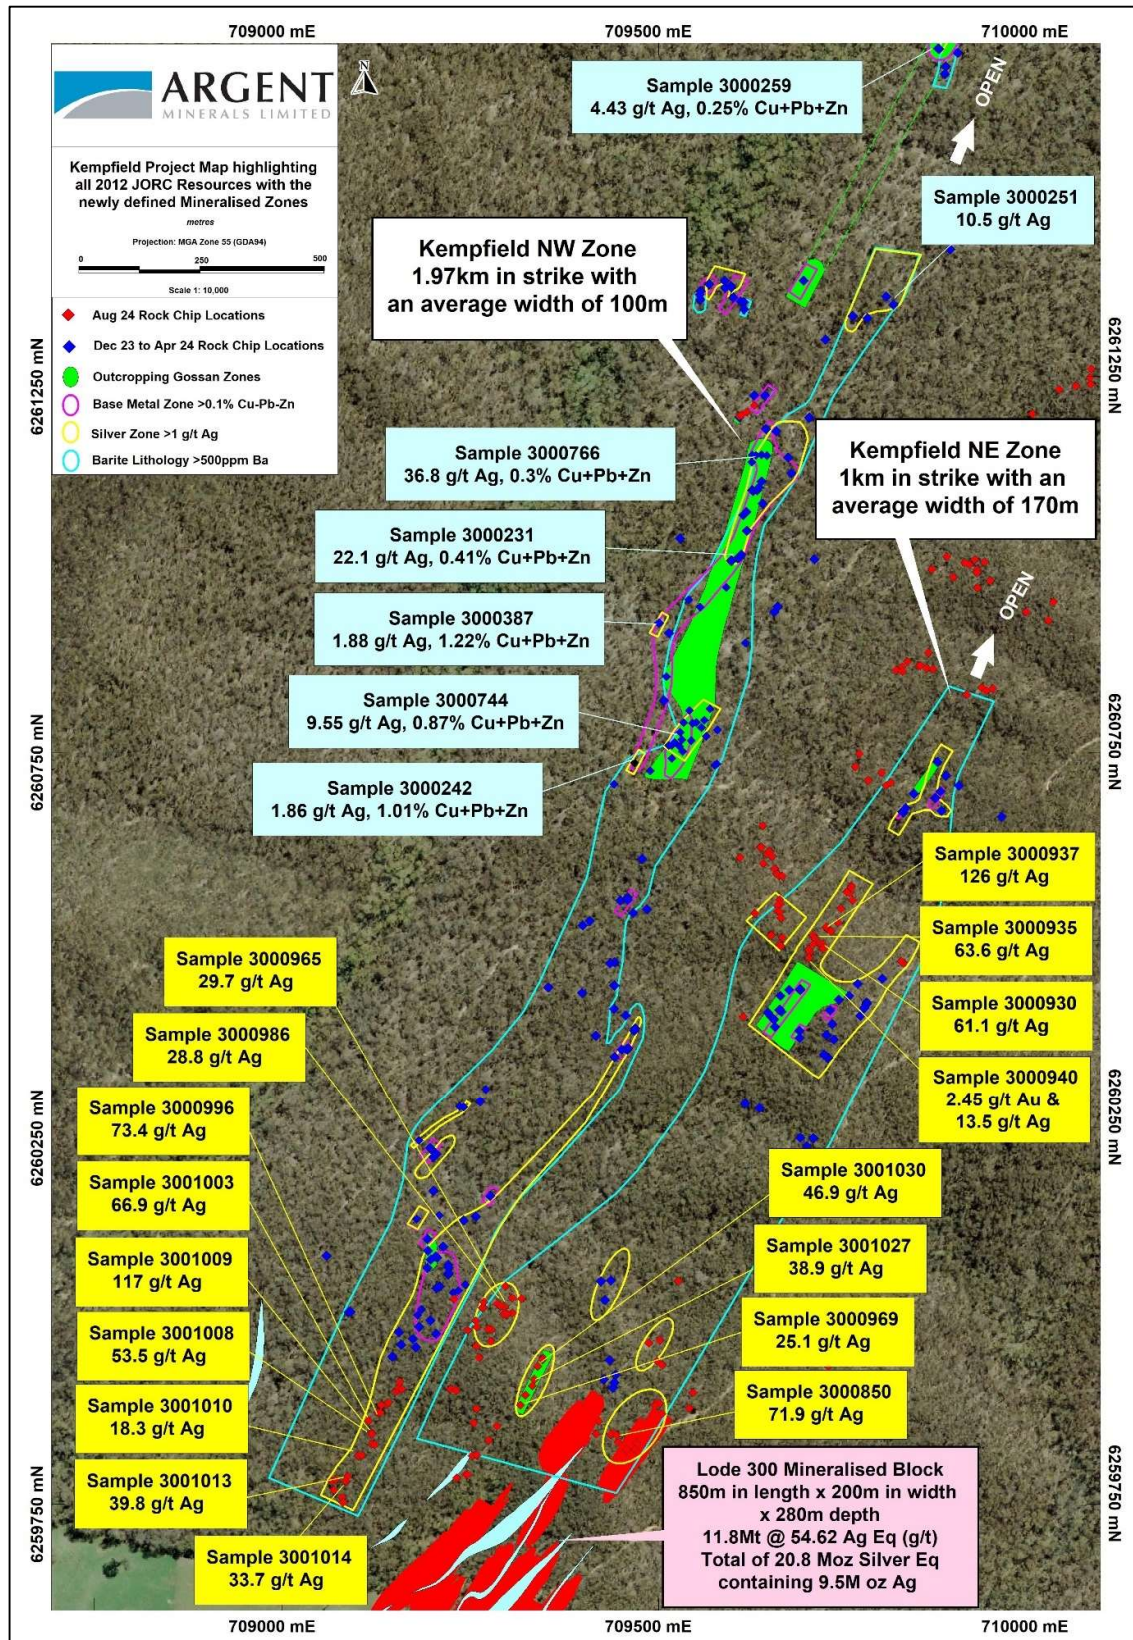 709000 mE
709500 mE
710000 mE
ARGENT
MINERALS LIMITED
N
Kempfield Project Map highlighting
all 2012 JORC Resources with the
newly defined Mineralised Zones
metres
Projection: MGA Zone 55 (GDA94)
0
250
500
Scale 1: 10,000
Aug 24 Rock Chip Locations
Dec 23 to Apr 24 Rock Chip Locations
Outcropping Gossan Zones
Base Metal Zone >0.1% Cu-Pb-Zn
Silver Zone >1 g/t Ag
Barite Lithology >500ppm Ba
Sample 3000259
4.43 g/t Ag, 0.25% Cu+Pb+Zn
OPEN
Sample 3000251
10.5 g/t Ag
Kempfield NW Zone
1.97km in strike with
an average width of 100m
6261250 mN
6261250 mN
Kempfield NE Zone
1km in strike with an
average width of 170m
Sample 3000766
36.8 g/t Ag, 0.3% Cu+Pb+Zn
Sample 3000231
22.1 g/t Ag, 0.41% Cu+Pb+Zn
OPEN
Sample 3000387
1.88 g/t Ag, 1.22% Cu+Pb+Zn
Sample 3000744
9.55 g/t Ag, 0.87% Cu+Pb+Zn
6260750 mN
6260750 mN
Sample 3000242
1.86 g/t Ag, 1.01% Cu+Pb+Zn
Sample 3000937
126 g/t Ag
Sample 3000935
63.6 g/t Ag
Sample 3000965
29.7 g/t Ag
Sample 3000930
61.1 g/t Ag
Sample 3000986
28.8 g/t Ag
Sample 3000940
2.45 g/t Au &
13.5 g/t Ag
6260250 mN
6260250 mN
Sample 3000996
73.4 g/t Ag
Sample 3001030
46.9 g/t Ag
Sample 3001003
66.9 g/t Ag
Sample 3001027
38.9 g/t Ag
Sample 3001009
117 g/t Ag
Sample 3000969
25.1 g/t Ag
Sample 3001008
53.5 g/t Ag
Sample 3000850
71.9 g/t Ag
Sample 3001010
18.3 g/t Ag
Sample 3001013
39.8 g/t Ag
6259750 mN
6259750 mN
Lode 300 Mineralised Block
850m in length x 200m in width
x 280m depth
11.8Mt @ 54.62 Ag Eq (g/t)
Total of 20.8 Moz Silver Eq
containing 9.5M oz Ag
Sample 3001014
33.7 g/t Ag
709000 mE
709500 mE
710000 mE